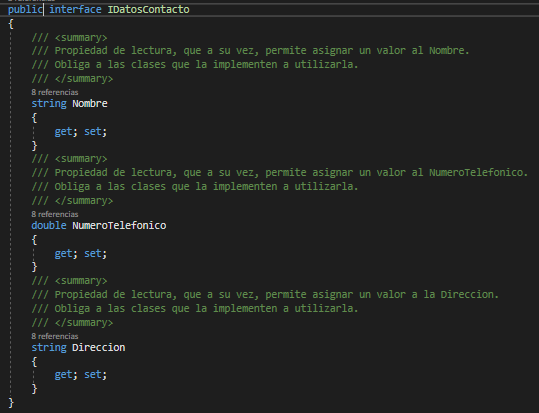 public interface IDatosContacto
{
/// <summary>
/// Propiedad de lectura, que a su vez, permite asignar un valor al Nombre.
/// Obliga a las clases que la implementen a utilizarla.
/// </summary>
8 referencias
string Nombre
{
get; set;
}
/// <summary>
/// Propiedad de lectura, que a su vez, permite asignar un valor al NumeroTelefonico.
/// Obliga a las clases que la implementen a utilizarla.
/// </summary>
8 referencias
double NumeroTelefonico
{
get; set;
}
/// <summary>
/// Propiedad de lectura, que a su vez, permite asignar un valor a la Direccion.
/// Obliga a las clases que la implementen a utilizarla.
/// </summary>
8 referencias
string Direccion
{
get; set;
}
}